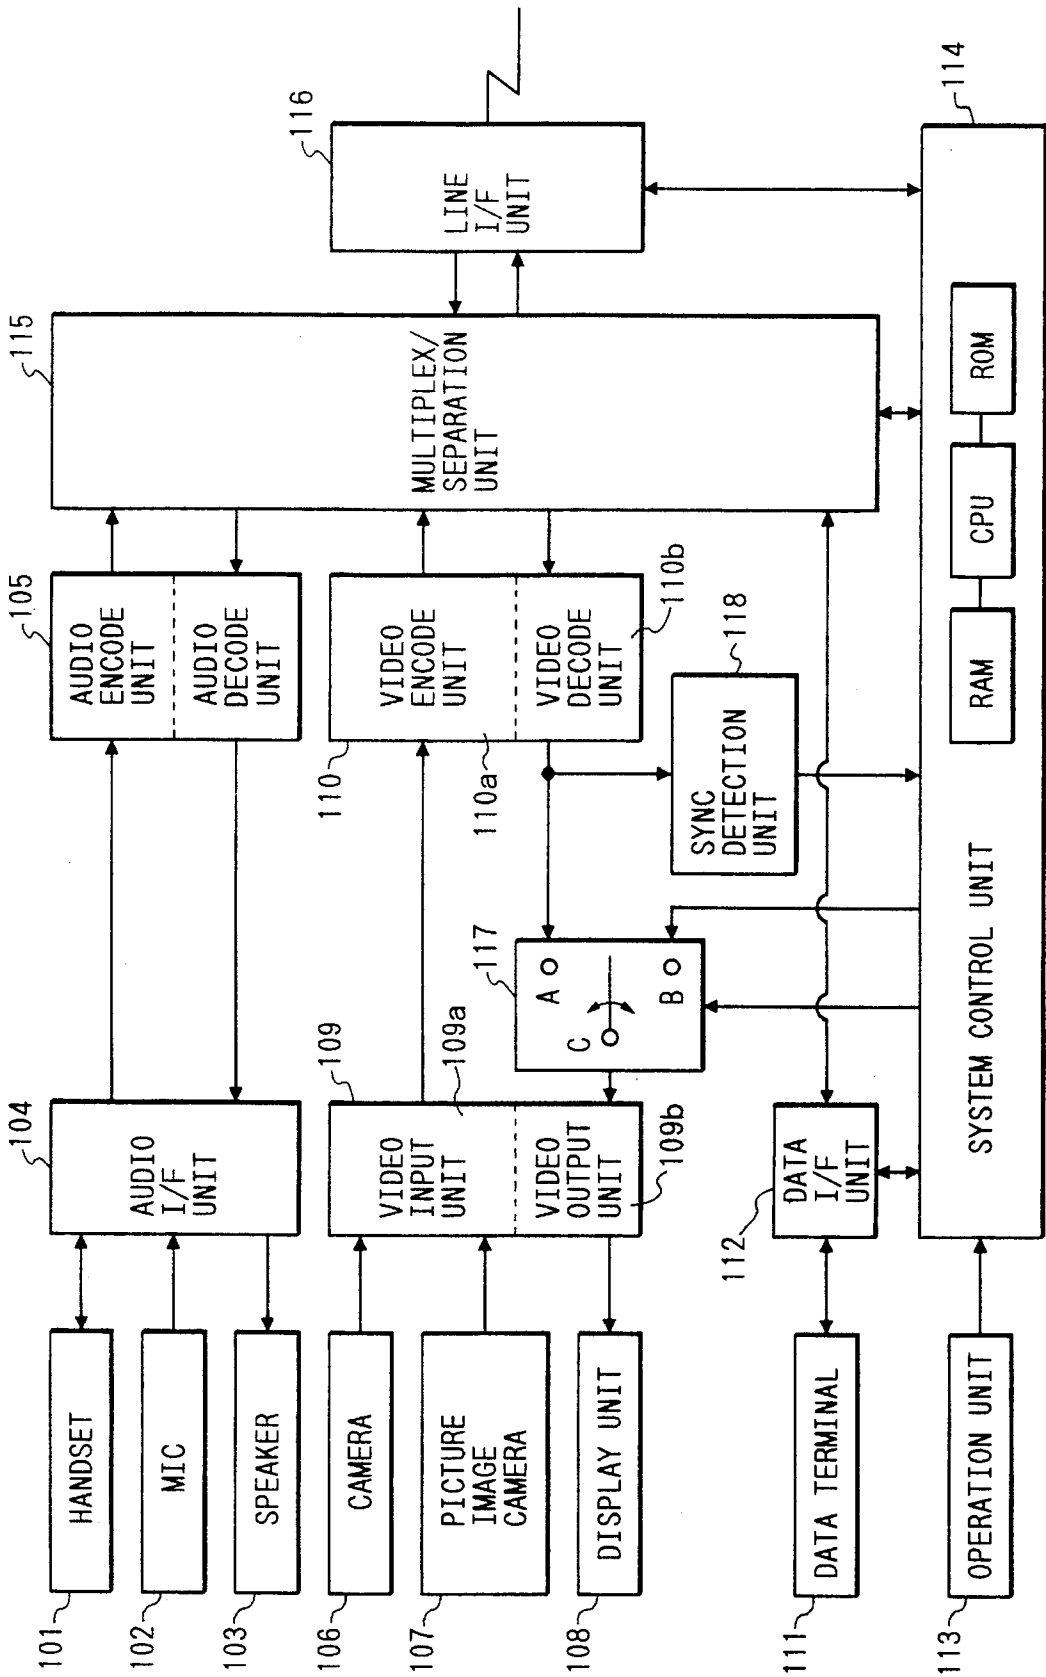 101
HANDSET
102
MIC
103
SPEAKER
106
CAMERA
107
PICTURE
IMAGE
CAMERA
108
DISPLAY UNIT
111
DATA TERMINAL
113
OPERATION UNIT
104
AUDIO
I/F
UNIT
109
109a
VIDEO
INPUT
UNIT
VIDEO
OUTPUT
UNIT
109b
112
DATA
I/F
UNIT
117
A
B
C
105
AUDIO
ENCODE
UNIT
AUDIO
DECODE
UNIT
110
110a
VIDEO
ENCODE
UNIT
VIDEO
DECODE
UNIT
110b
118
SYNC
DETECTION
UNIT
115
MULTIPLEX/
SEPARATION
UNIT
116
LINE
I/F
UNIT
114
SYSTEM CONTROL UNIT
RAM
CPU
ROM